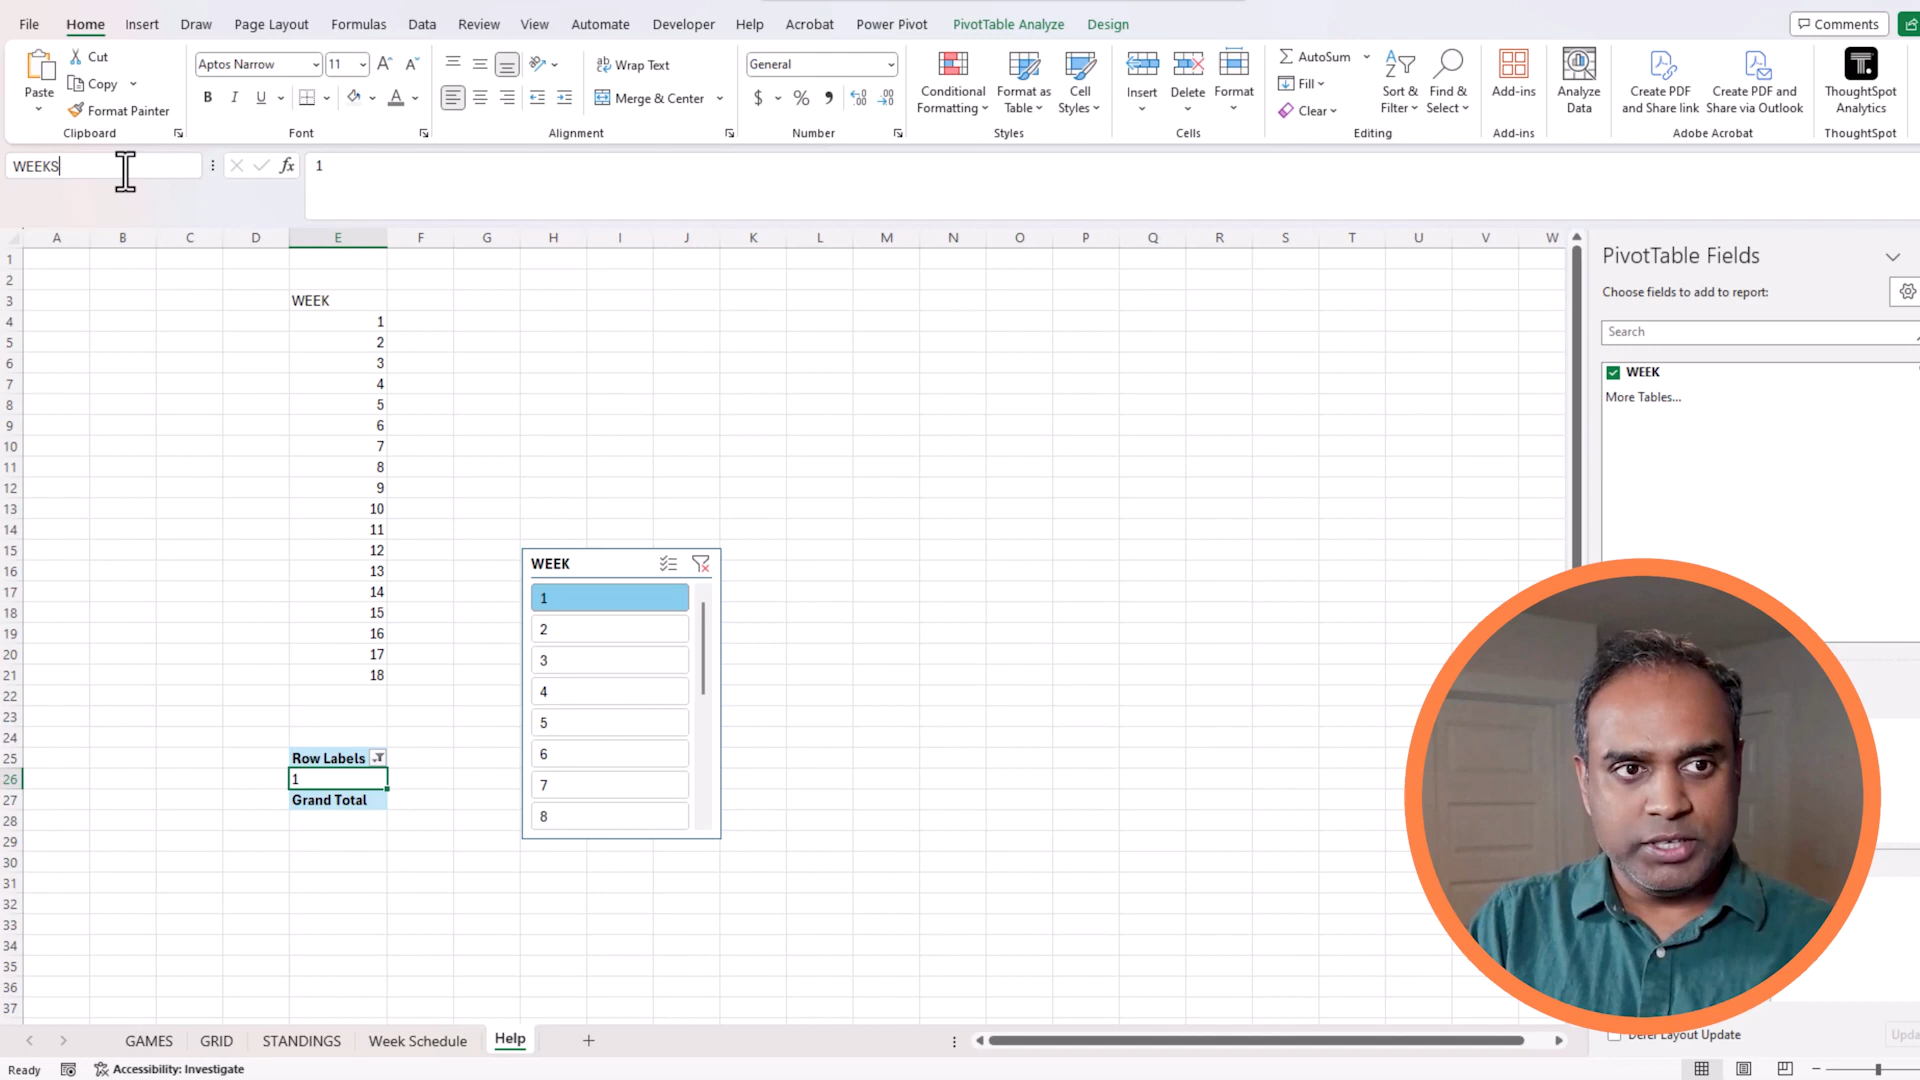 File Home Insert Draw Page Layout Formulas Data Review View Automate Developer Help Acrobat Power Pivot PivotTable Analyze Design Comments
Paste
Cut
Copy
Format Painter
Clipboard
Aptos Narrow 11
B I U
Font
Wrap Text
Merge & Center
Alignment
General
$ % ,
Number
Conditional Formatting
Format as Table
Cell Styles
Styles
Insert Delete Format
Cells
AutoSum
Fill
Clear
Sort & Filter
Find & Select
Editing
Add-ins
Add-ins
Analyze Data
Create PDF and Share link
Create PDF and Share via Outlook
Adobe Acrobat
ThoughtSpot Analytics
ThoughtSpot
WEEKS fx 1
A B C D E F G H I J K L M N O P Q R S T U V W
1
2
3 WEEK
4 1
5 2
6 3
7 4
8 5
9 6
10 7
11 8
12 9
13 10
14 11
15 12
16 13
17 14
18 15
19 16
20 17
21 18
22
23
24
25 Row Labels
26 1
27 Grand Total
28
29
30
31
32
33
34
35
36
37
WEEK
1
2
3
4
5
6
7
8
PivotTable Fields
Choose fields to add to report:
Search
WEEK
More Tables...
Defer Layout Update
GAMES GRID STANDINGS Week Schedule Help +
Ready Accessibility: Investigate